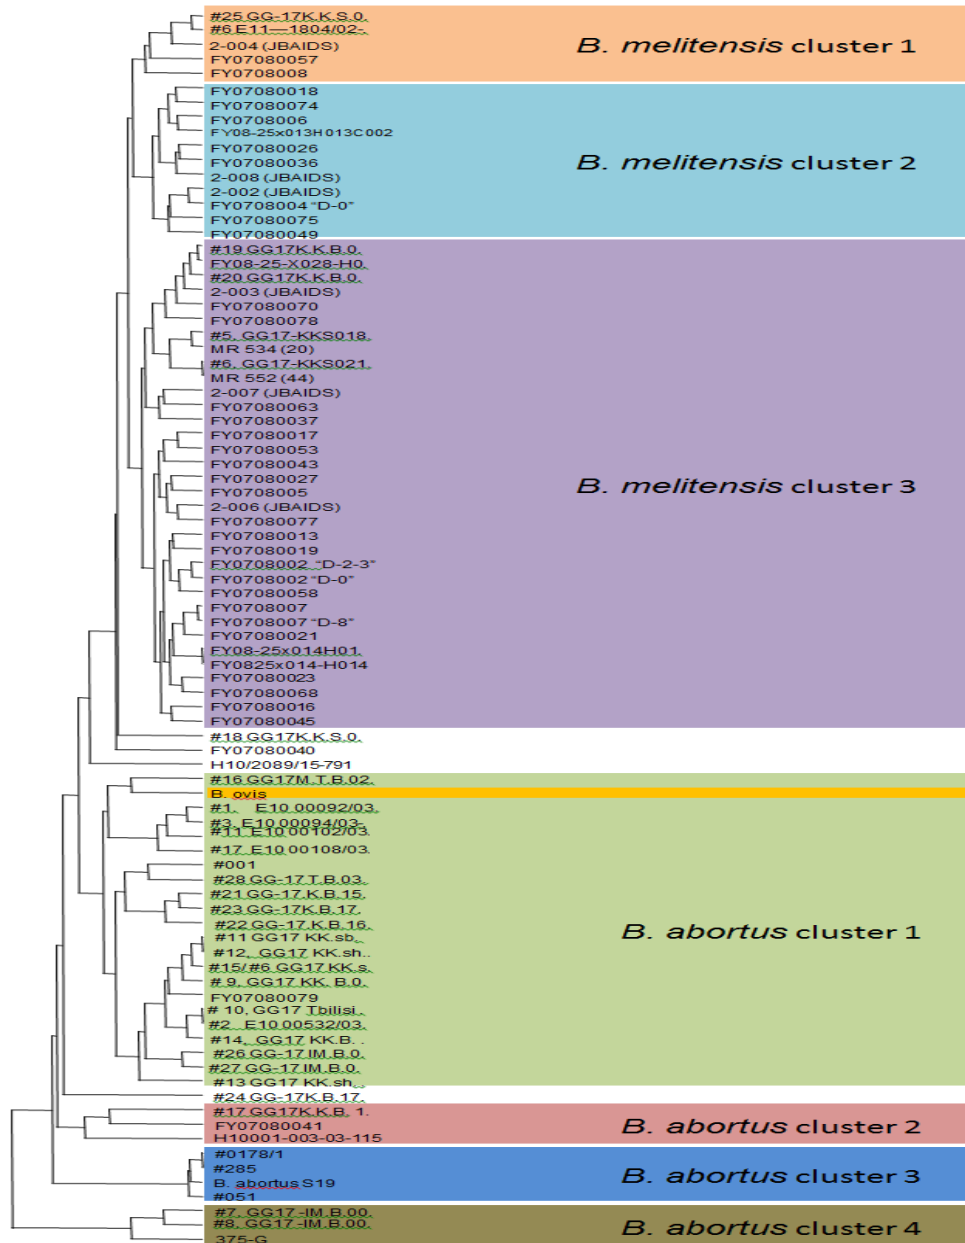 #25 GG-17K.K.S.0.
#6 E11—1804/02-.
2-004 (JBAIDS)
FY07080057
FY0708008
B. melitensis cluster 1
FY07080018
FY07080074
FY0708006
FY08-25x013H013C002
FY07080026
FY07080036
2-008 (JBAIDS)
2-002 (JBAIDS)
FY0708004 “D-0”
FY07080075
FY07080049
B. melitensis cluster 2
#19 GG17K.K.B.0.
FY08-25-X028-H0.
#20 GG17K.K.B.0.
2-003 (JBAIDS)
FY07080070
FY07080078
#5, GG17-KKS018.
MR 534 (20)
#6, GG17-KKS021.
MR 552 (44)
2-007 (JBAIDS)
FY07080063
FY07080037
FY07080017
FY07080053
FY07080043
FY07080027
FY0708005
2-006 (JBAIDS)
FY07080077
FY07080013
FY07080019
FY0708002 “D-2-3”
FY0708002 “D-0”
FY07080058
FY0708007
FY0708007 “D-8”
FY07080021
FY08-25x014H01.
FY0825x014-H014
FY07080023
FY07080068
FY07080016
FY07080045
B. melitensis cluster 3
#18 GG17K.K.S.0.
FY07080040
H10/2089/15-791
#16 GG17M.T.B.02.
B. ovis
#1. E10 00092/03.
#3. E10 00094/03-
#11 E10 00102/03.
#17 E10 00108/03.
#001
#28 GG-17.T.B.03.
#21 GG-17.K.B.15.
#23 GG-17K.B.17.
#22 GG-17.K.B.16.
#11 GG17 KK.sb.
#12, GG17 KK.sh..
#15/#6 GG17 KK.s.
# 9, GG17 KK. B.0.
FY07080079
# 10, GG17 Tbilisi .
#2 E10 00532/03.
#14, GG17 KK.B. .
#26 GG-17 IM.B.0.
#27 GG-17 IM.B.0.
#13 GG17 KK.sh.
B. abortus cluster 1
#24 GG-17K.B.17.
#17 GG17K.K.B. 1.
FY07080041
H10001-003-03-115
B. abortus cluster 2
#0178/1
#285
B. abortus S19
#051
B. abortus cluster 3
#7, GG17-IM.B.00.
#8, GG17-IM.B.00.
375-G
B. abortus cluster 4